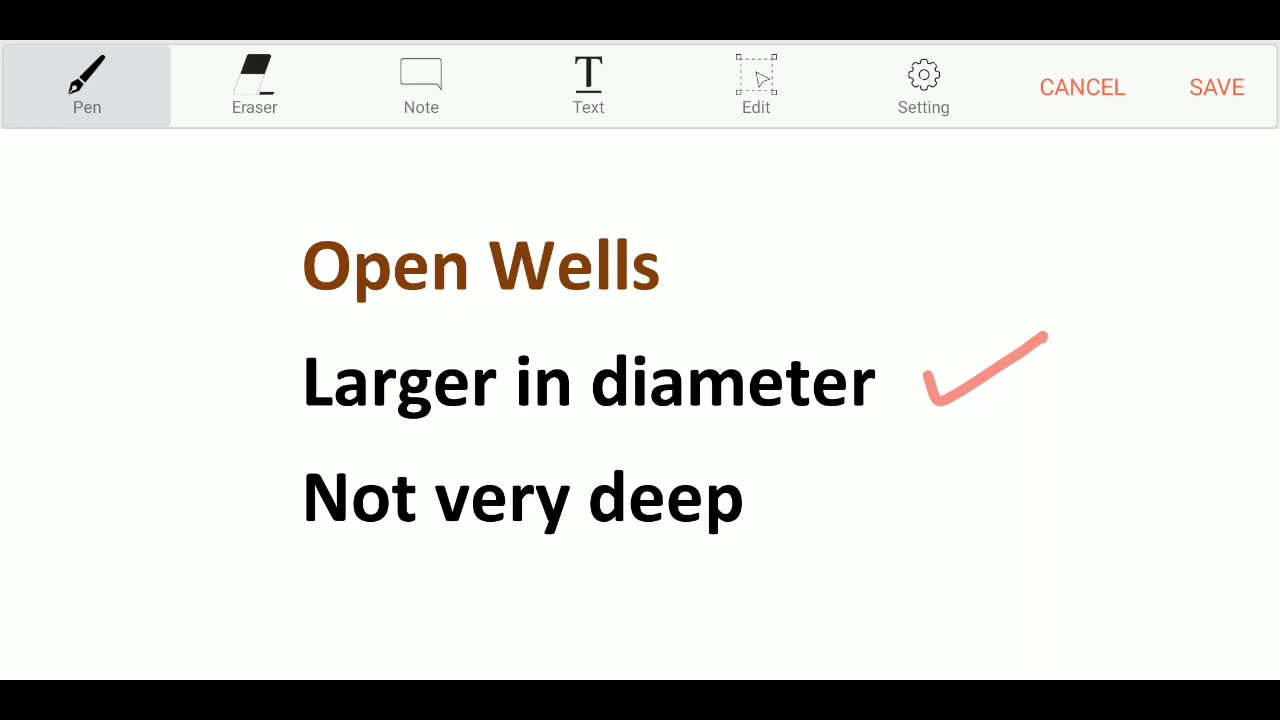 Pen Eraser Note Text Edit Setting CANCEL SAVE
Open Wells
Larger in diameter
Not very deep